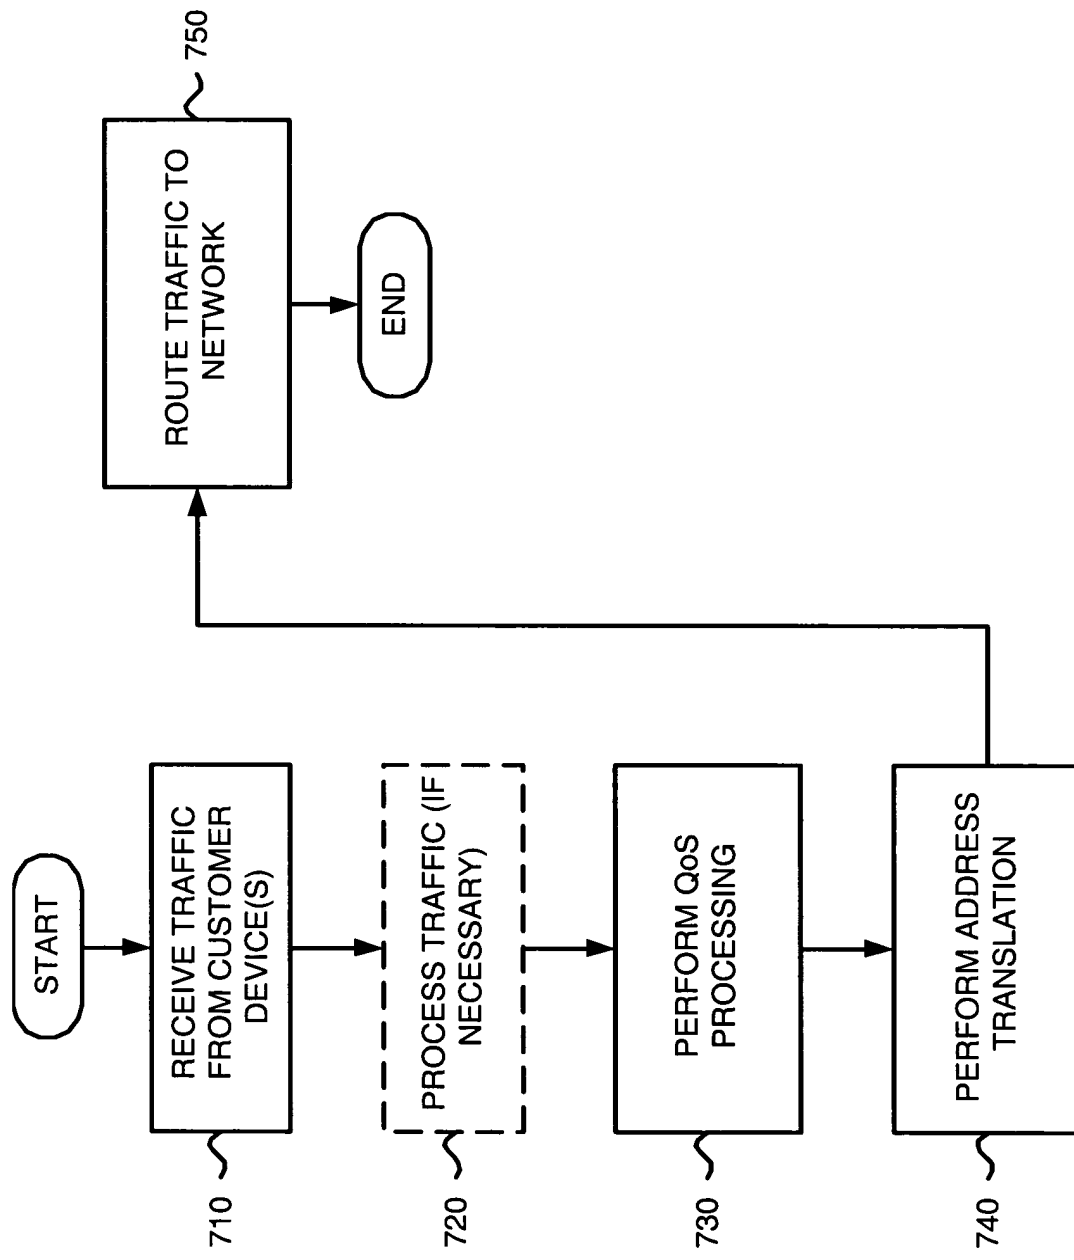 START
710
RECEIVE TRAFFIC
FROM CUSTOMER
DEVICE(S)
720
PROCESS TRAFFIC (IF
NECESSARY)
730
PERFORM QoS
PROCESSING
740
PERFORM ADDRESS
TRANSLATION
750
ROUTE TRAFFIC TO
NETWORK
END